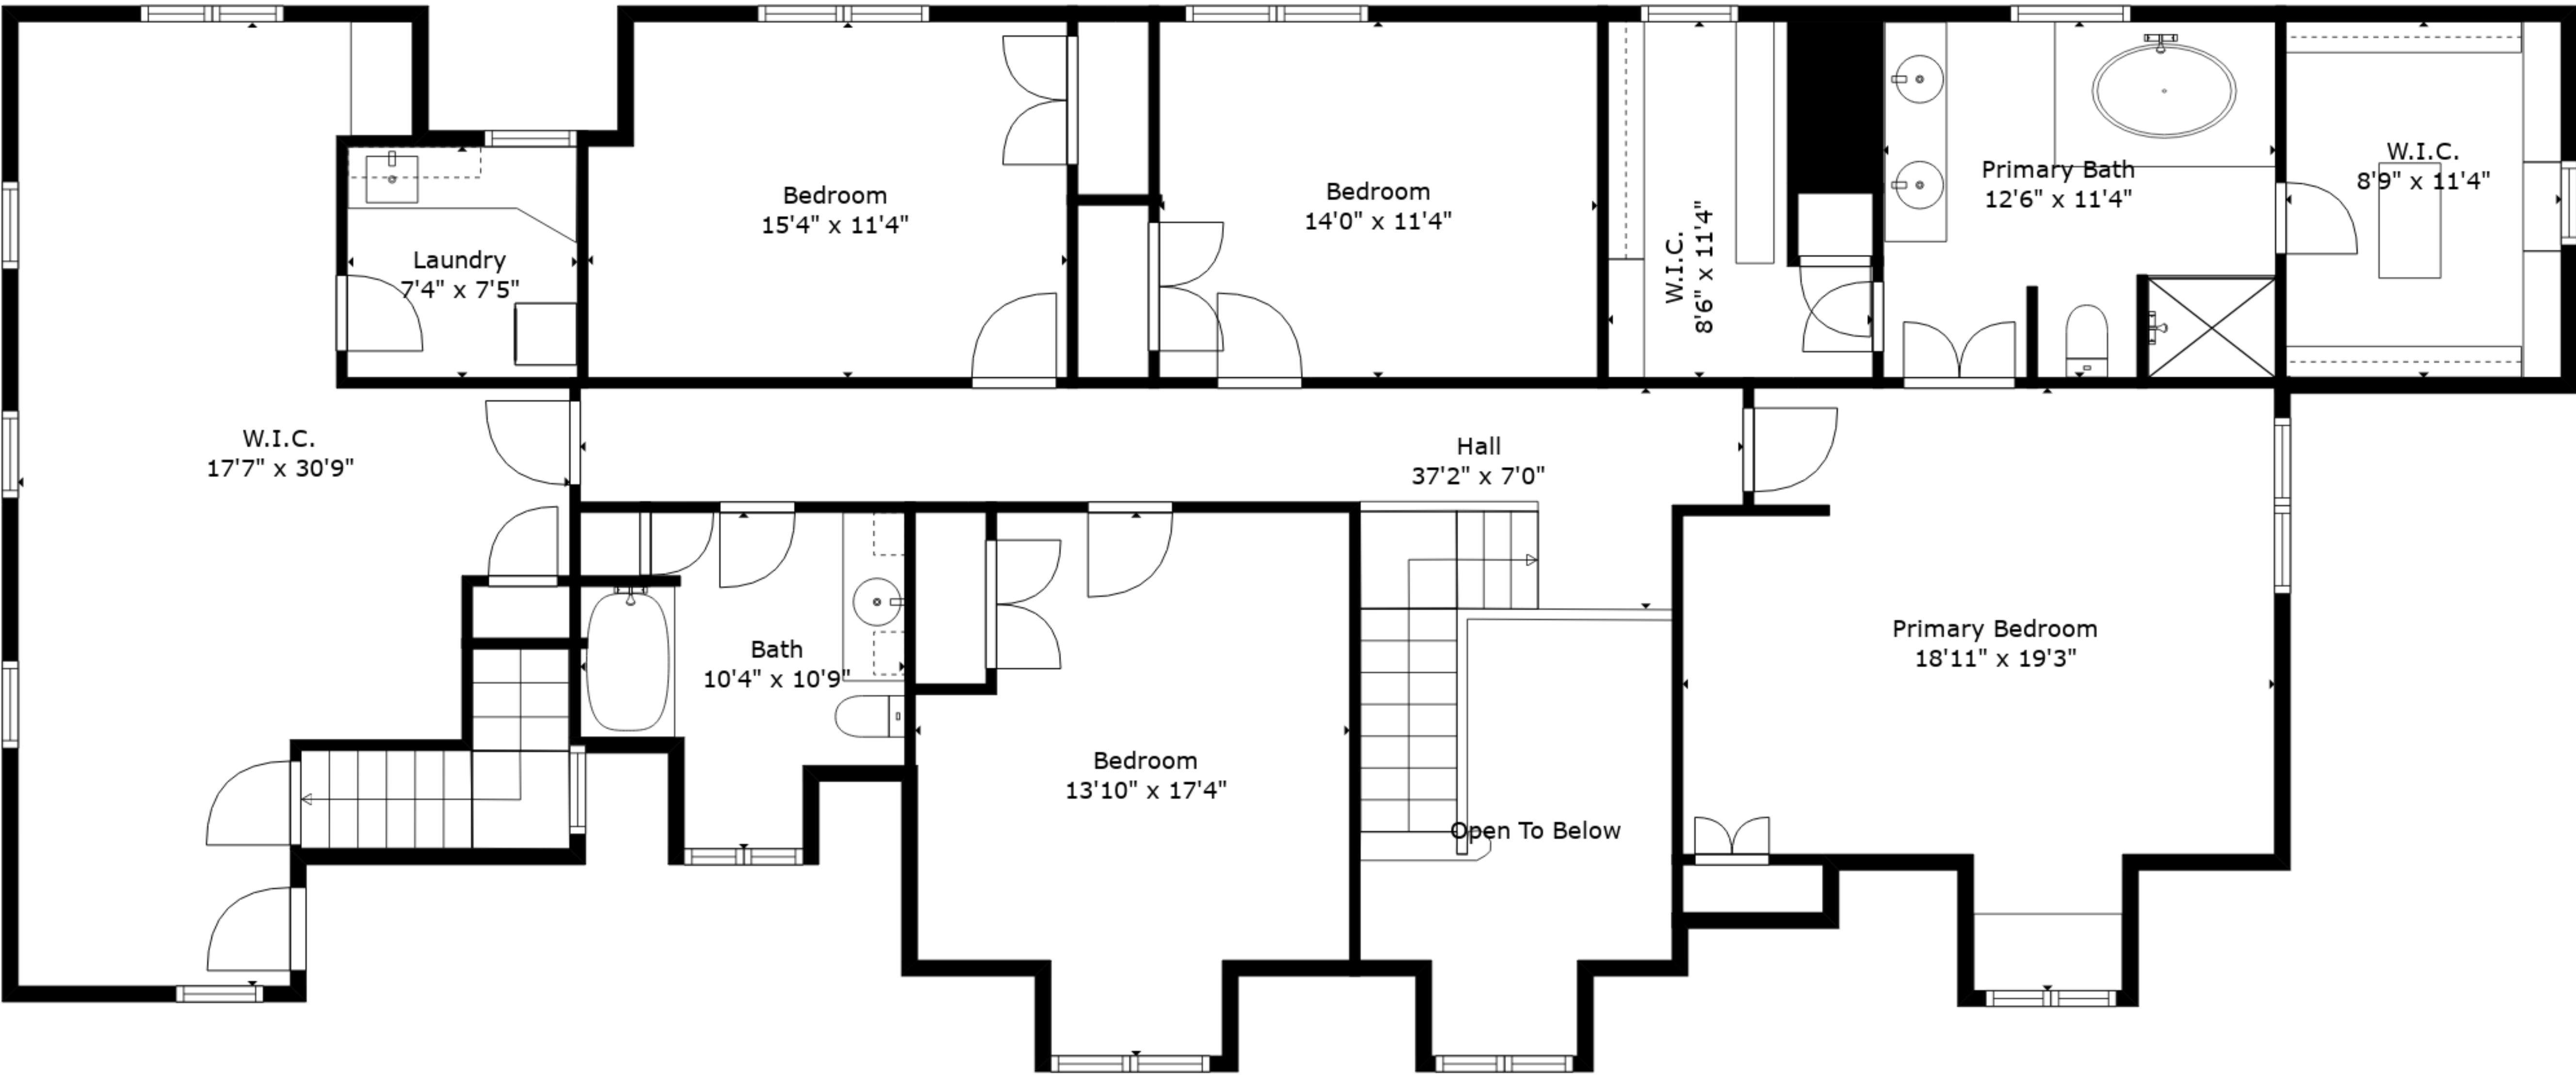 Bedroom
15'4" x 11'4"
Bedroom
14'0" x 11'4"
W.I.C.
8'6" x 11'4"
Primary Bath
12'6" x 11'4"
W.I.C.
8'9" x 11'4"
Laundry
7'4" x 7'5"
W.I.C.
17'7" x 30'9"
Hall
37'2" x 7'0"
Bath
10'4" x 10'9"
Bedroom
13'10" x 17'4"
Open To Below
Primary Bedroom
18'11" x 19'3"